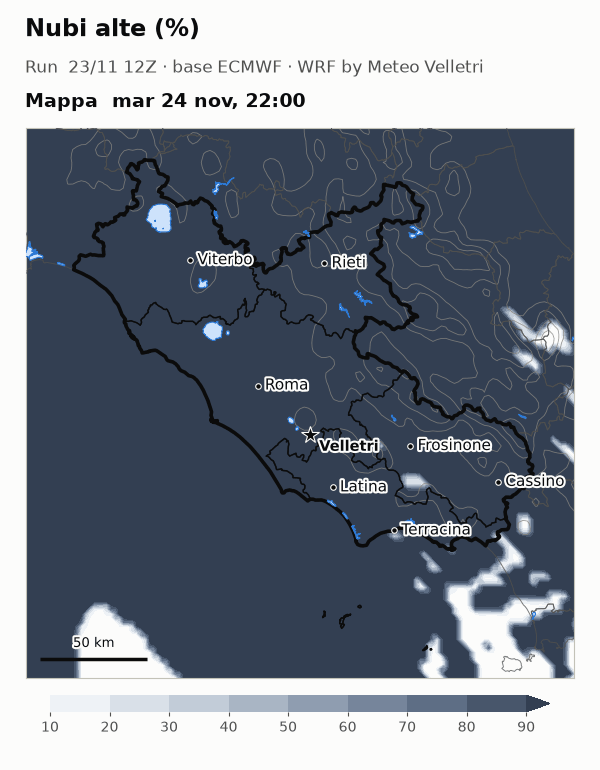 Nubi alte (%)
Run 23/11 12Z · base ECMWF · WRF by Meteo Velletri
Mappa mar 24 nov, 22:00
Viterbo
Rieti
Roma
Velletri
Frosinone
Latina
Cassino
Terracina
50 km
10 20 30 40 50 60 70 80 90